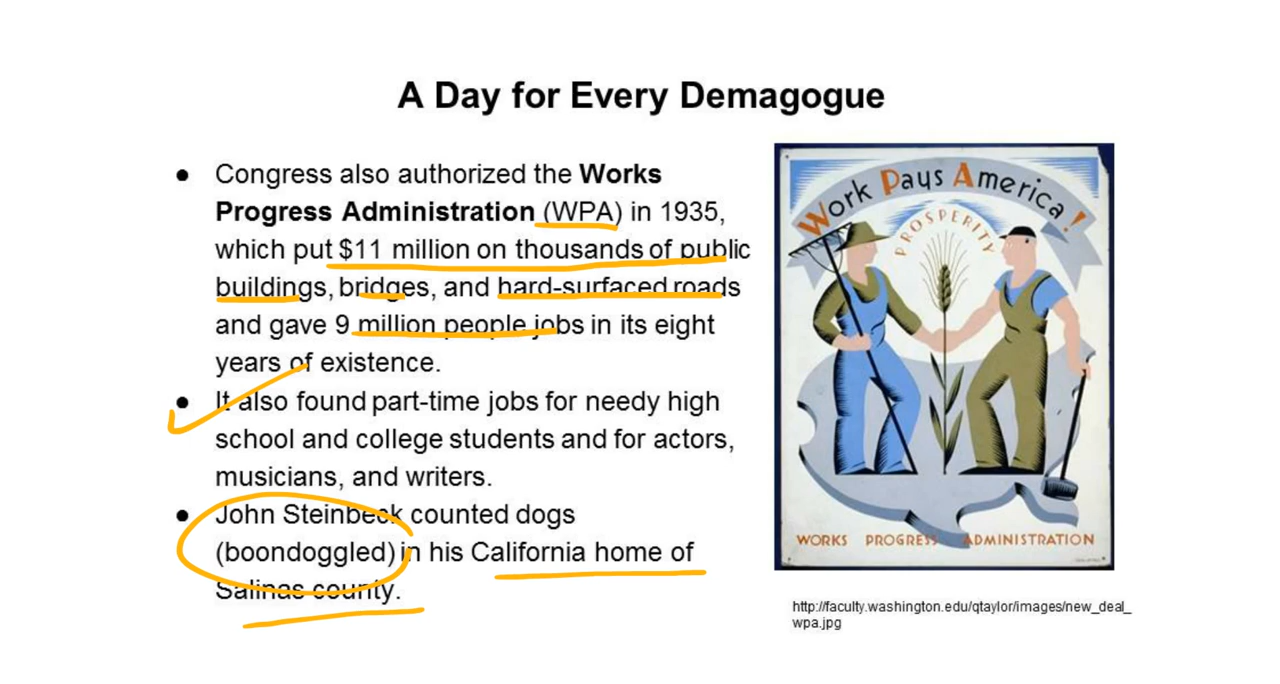 A Day for Every Demagogue
● Congress also authorized the Works
Progress Administration (WPA) in 1935,
which put $11 million on thousands of public
buildings, bridges, and hard-surfaced roads
and gave 9 million people jobs in its eight
years of existence.
● It also found part-time jobs for needy high
school and college students and for actors,
musicians, and writers.
● John Steinbeck counted dogs
(boondoggled) in his California home of
Salinas county.
Work Pays America!
PROSPERITY
WORKS PROGRESS ADMINISTRATION
http://faculty.washington.edu/qtaylor/images/new_deal_
wpa.jpg